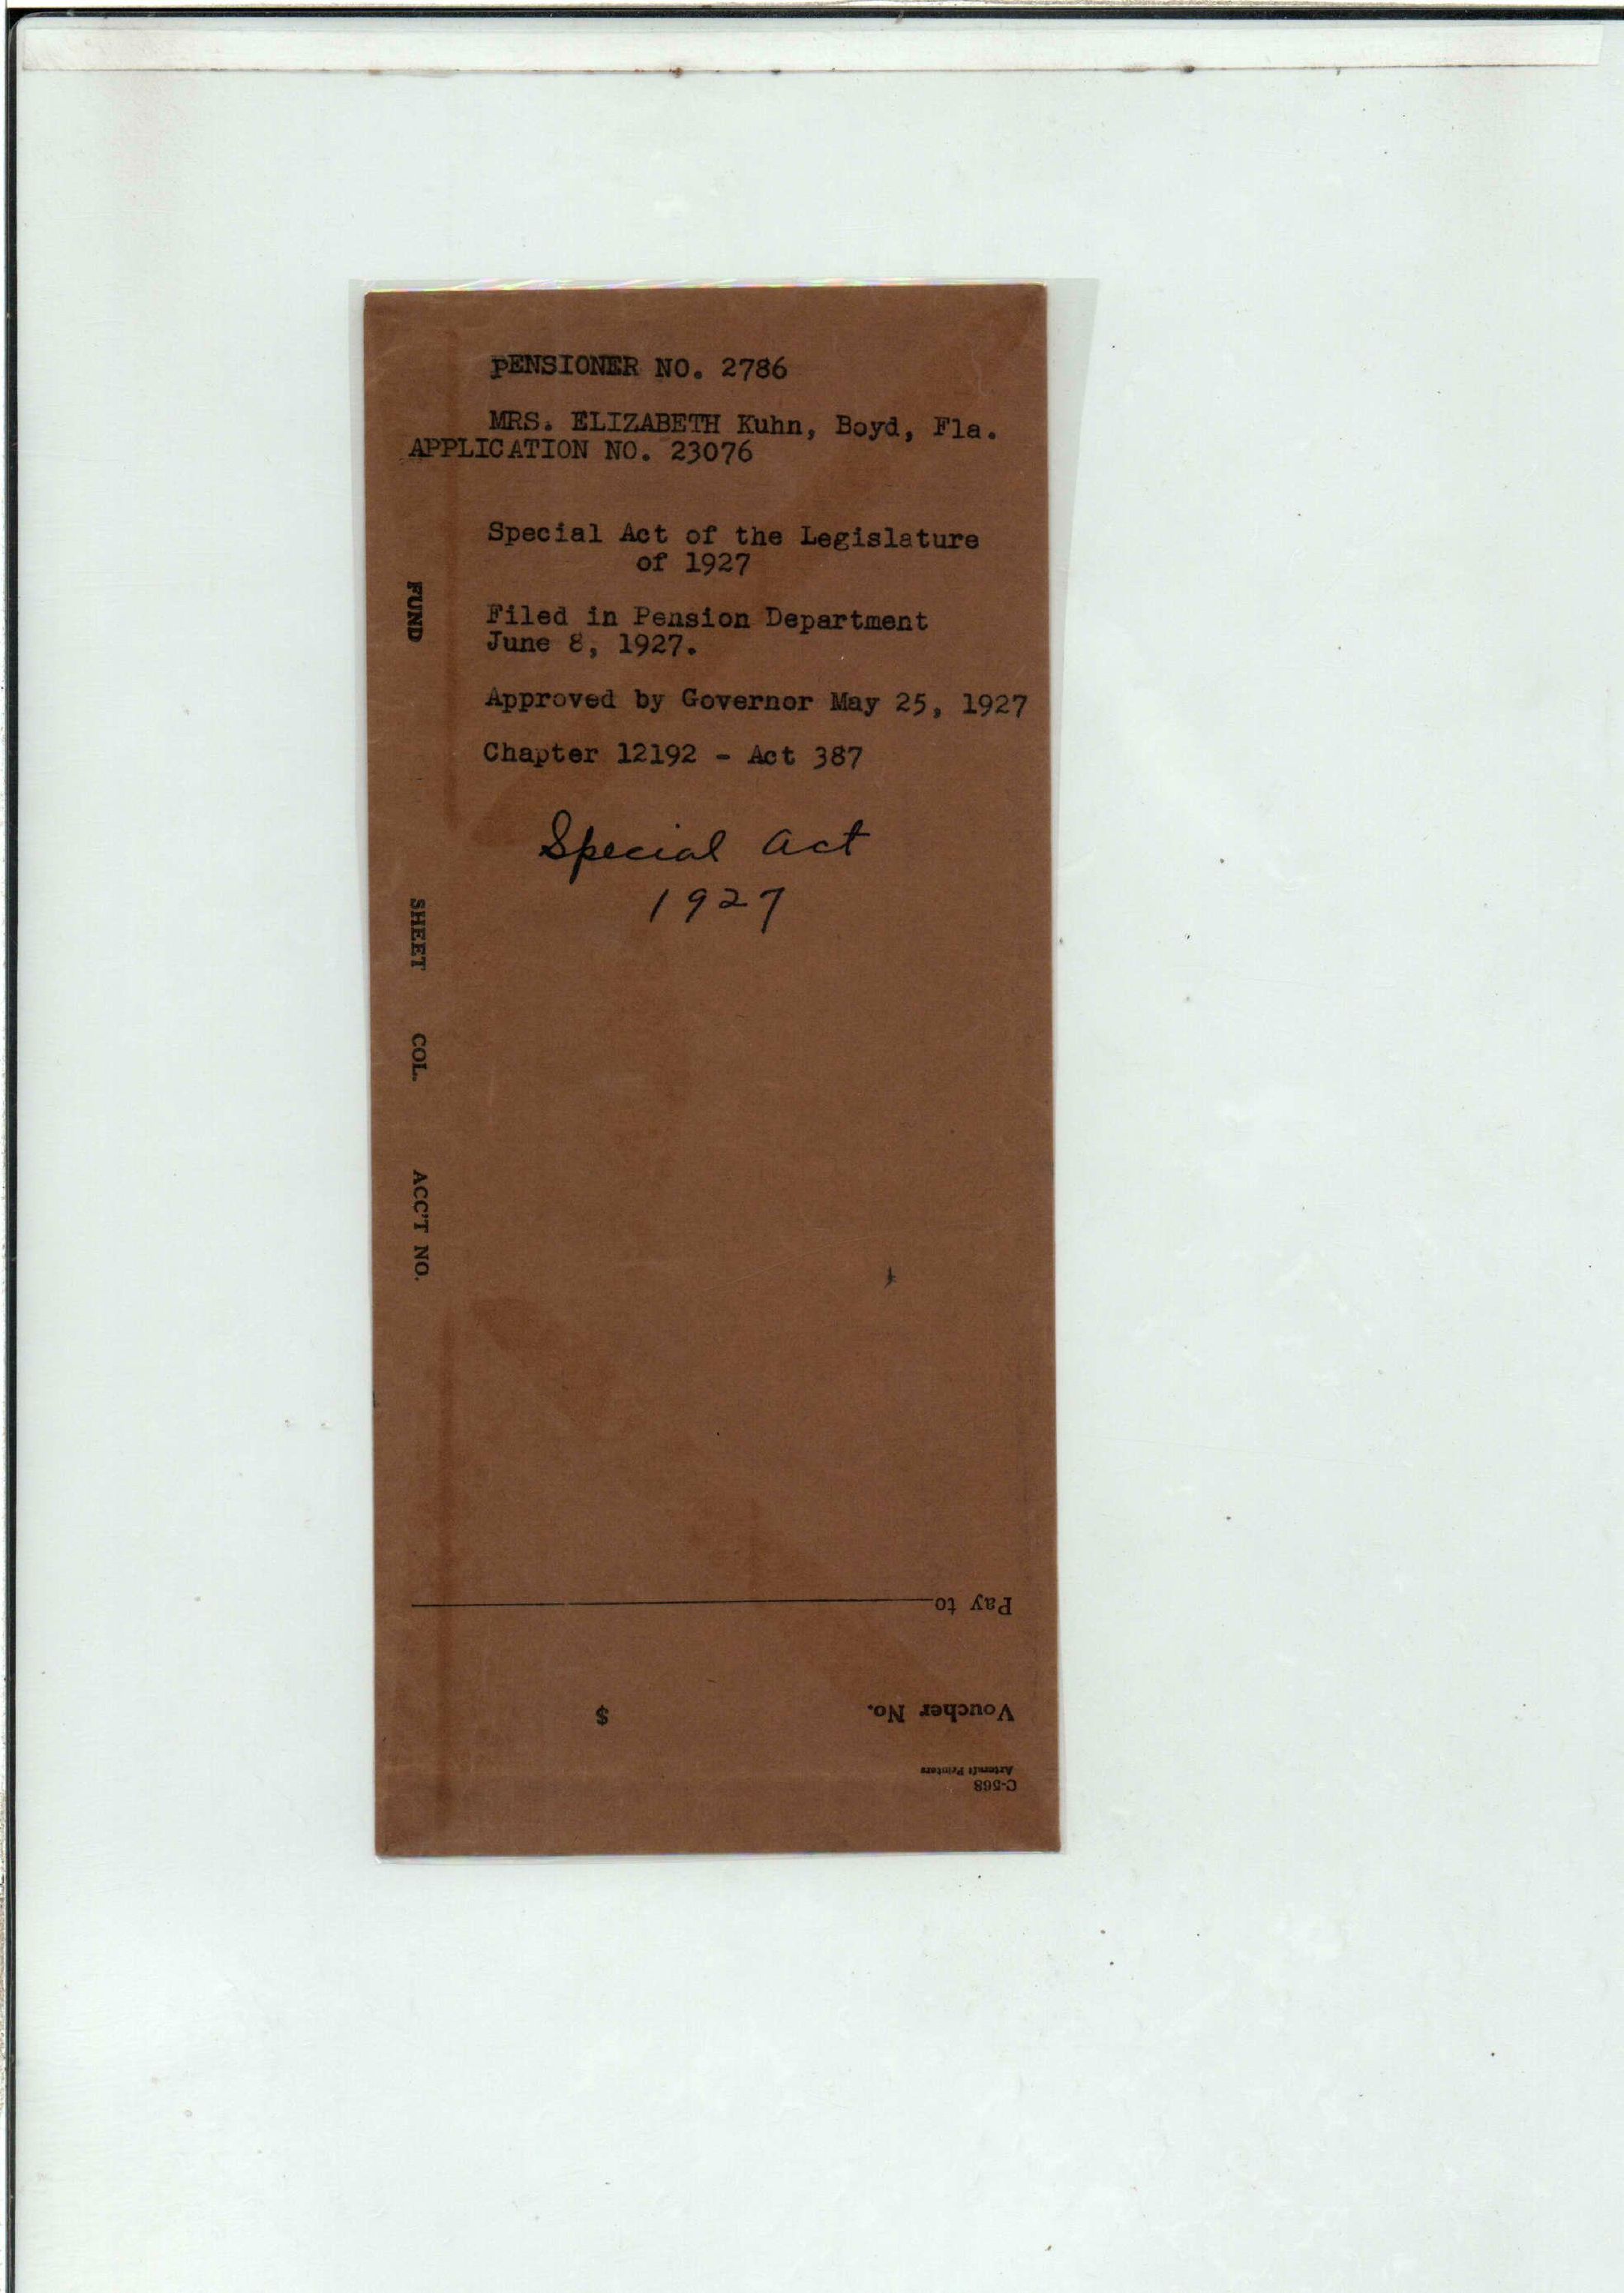 PENSIONER NO. 2786
MRS. ELIZABETH Kuhn, Boyd, Fla.
APPLICATION NO. 23076
Special Act of the Legislature
of 1927
Filed in Pension Department
June 8, 1927.
Approved by Governor May 25, 1927
Chapter 12192 - Act 387
Special Act
1927
FUND
SHEET
COL.
ACC'T NO.
Pay to
Voucher No. $
Artcraft Printers
C-568